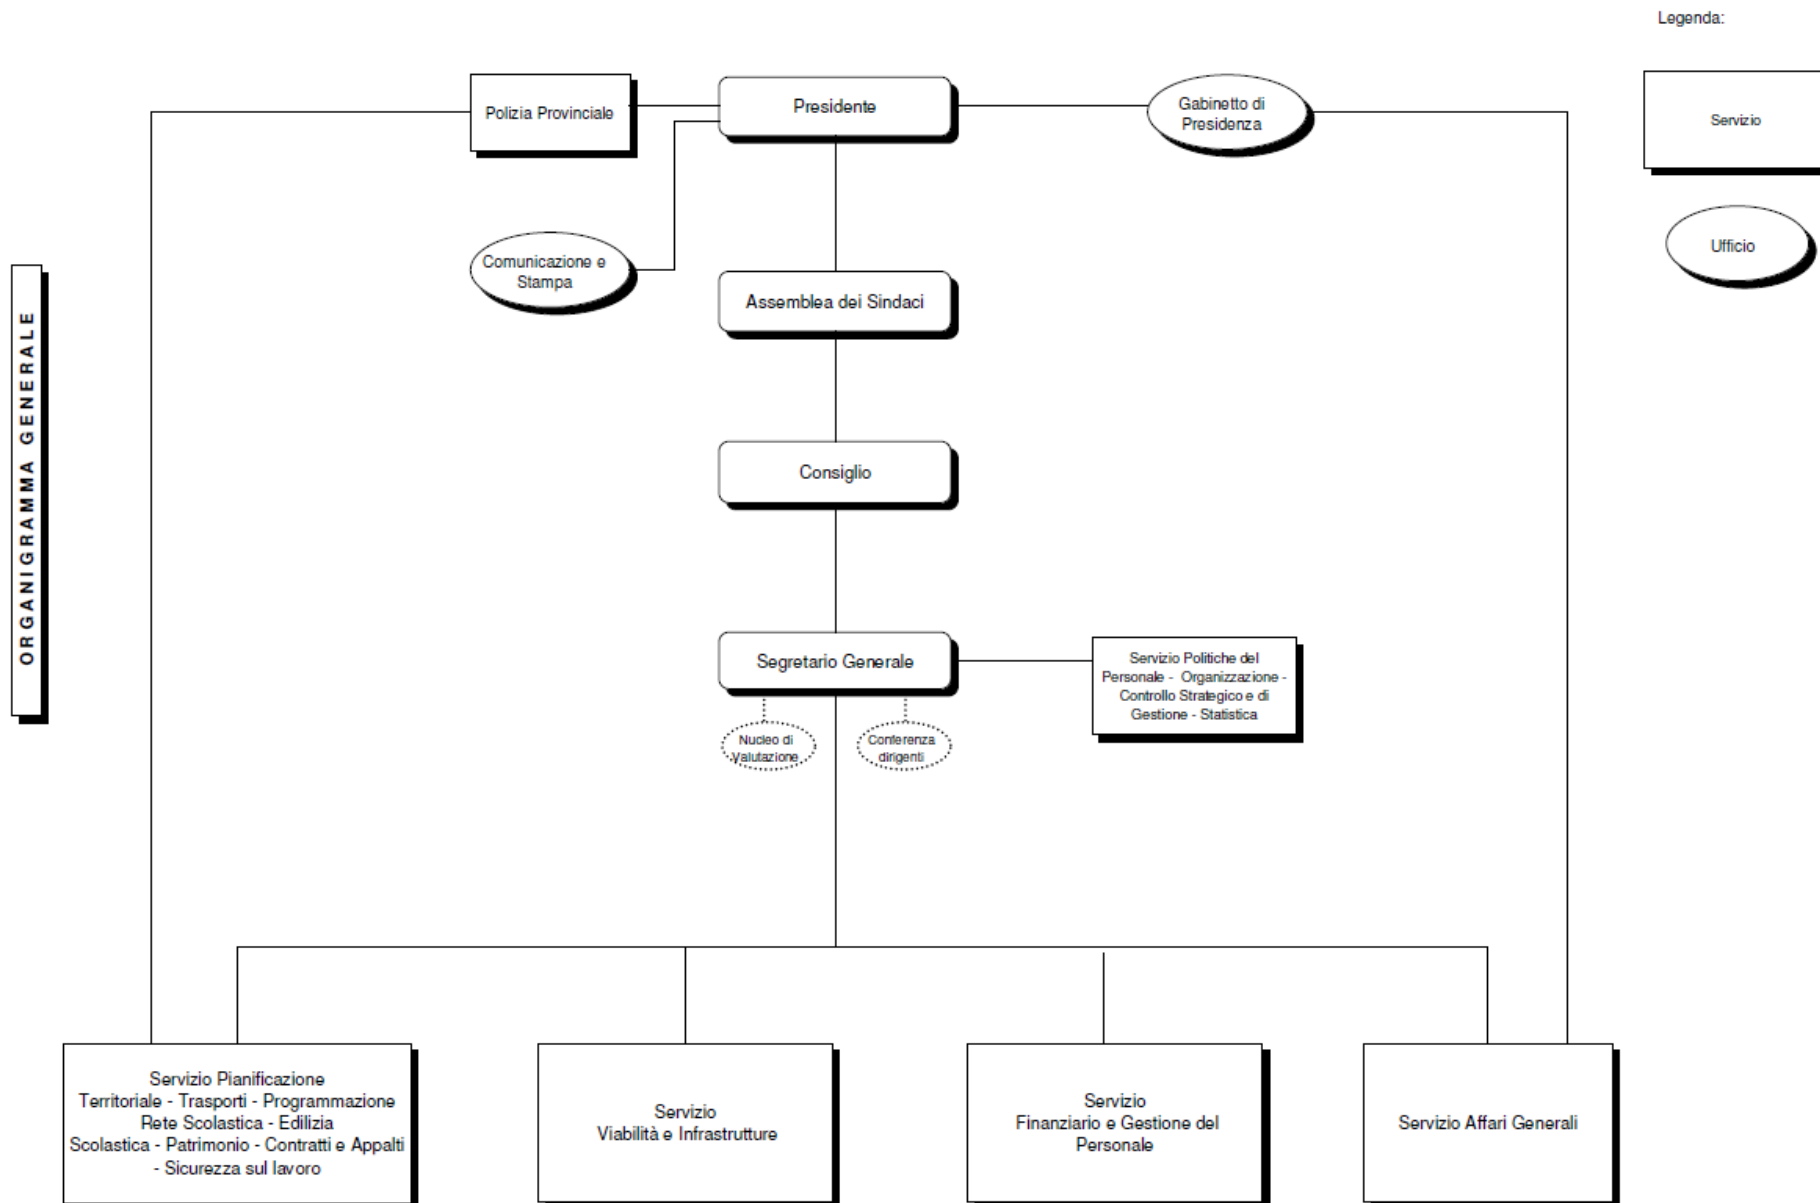 Legenda:
Polizia Provinciale
Presidente
Gabinetto di
Presidenza
Servizio
Comunicazione e
Stampa
Ufficio
Assemblea dei Sindaci
ORGANIGRAMMA GENERALE
Consiglio
Segretario Generale
Servizio Politiche del
Personale - Organizzazione -
Controllo Strategico e di
Gestione - Statistica
Nucleo di
Valutazione
Conferenza
dirigenti
Servizio Pianificazione
Territoriale - Trasporti - Programmazione
Rete Scolastica - Edilizia
Scolastica - Patrimonio - Contratti e Appalti
- Sicurezza sul lavoro
Servizio
Viabilità e Infrastrutture
Servizio
Finanziario e Gestione del
Personale
Servizio Affari Generali